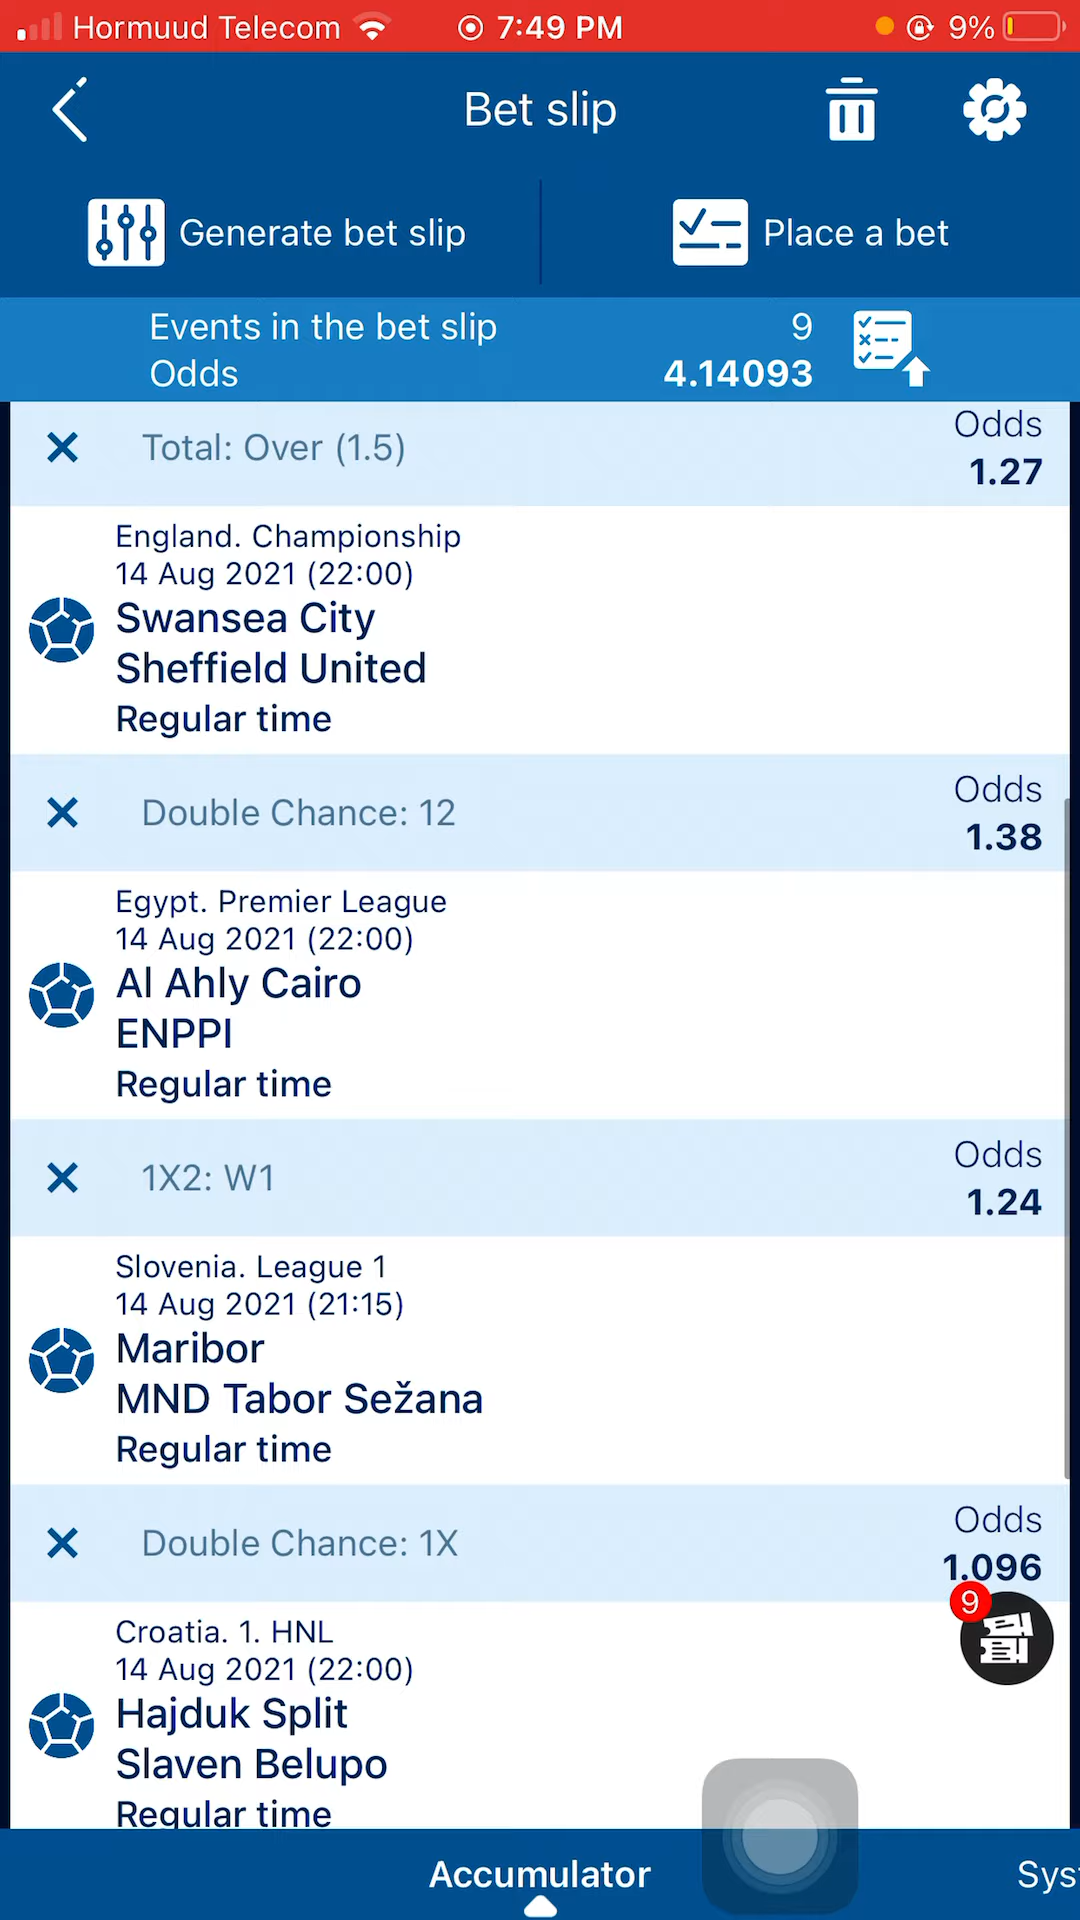 Hormuud Telecom
7:49 PM
9%
Bet slip
Generate bet slip
Place a bet
Events in the bet slip
9
Odds
4.14093
Total: Over (1.5)
Odds
1.27
England. Championship
14 Aug 2021 (22:00)
Swansea City
Sheffield United
Regular time
Double Chance: 12
Odds
1.38
Egypt. Premier League
14 Aug 2021 (22:00)
Al Ahly Cairo
ENPPI
Regular time
1X2: W1
Odds
1.24
Slovenia. League 1
14 Aug 2021 (21:15)
Maribor
MND Tabor Sežana
Regular time
Double Chance: 1X
Odds
1.096
9
Croatia. 1. HNL
14 Aug 2021 (22:00)
Hajduk Split
Slaven Belupo
Regular time
Accumulator
Sys